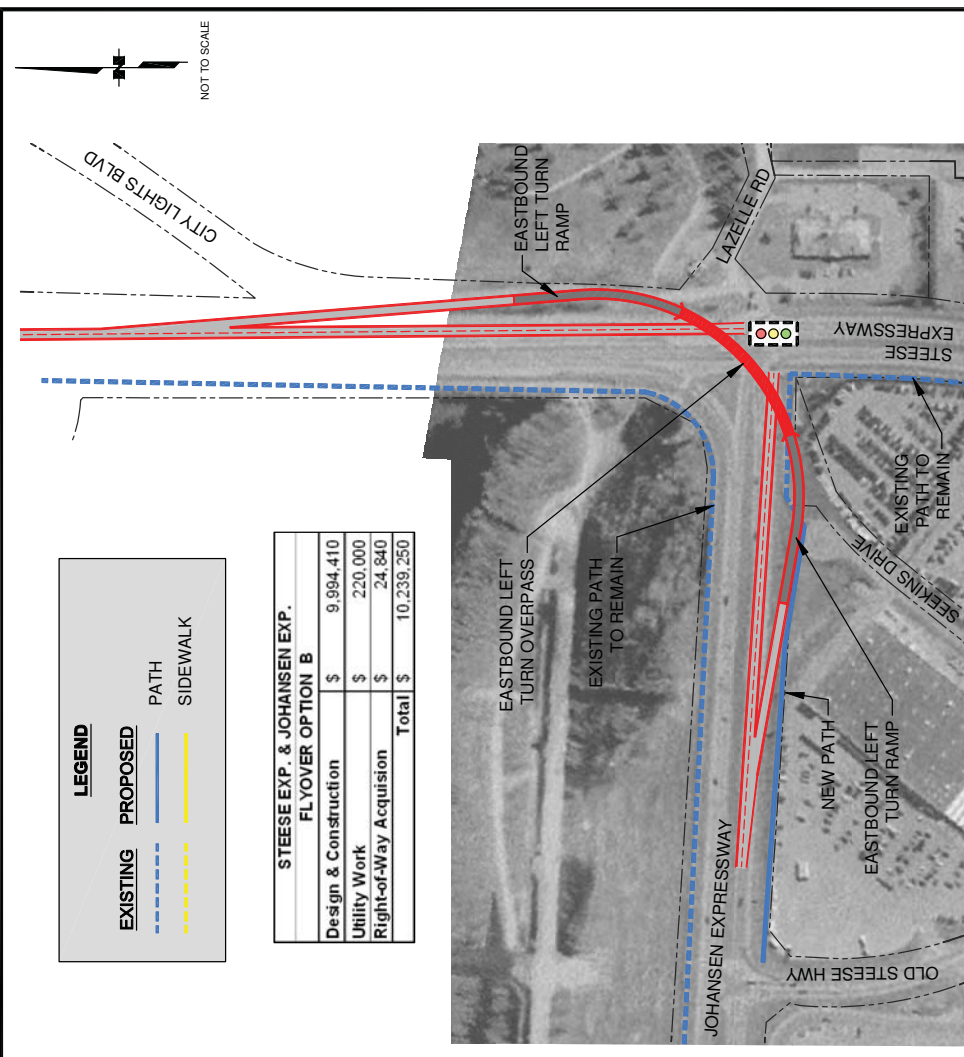 NOT TO SCALE
N
LEGEND
EXISTING PROPOSED
PATH
SIDEWALK
STEESE EXP. & JOHANSEN EXP.
FLYOVER OPTION B
Design & Construction $ 9,994,410
Utility Work $ 220,000
Right-of-Way Acquision $ 24,840
Total $ 10,239,250
CITY LIGHTS BLVD
EASTBOUND
LEFT TURN
RAMP
LAZELLE RD
STEESE
EXPRESSWAY
EASTBOUND LEFT
TURN OVERPASS
EXISTING PATH
TO REMAIN
EXISTING
PATH TO
REMAIN
SEEKINS DRIVE
NEW PATH
EASTBOUND LEFT
TURN RAMP
JOHANSEN EXPRESSWAY
OLD STEESE HWY